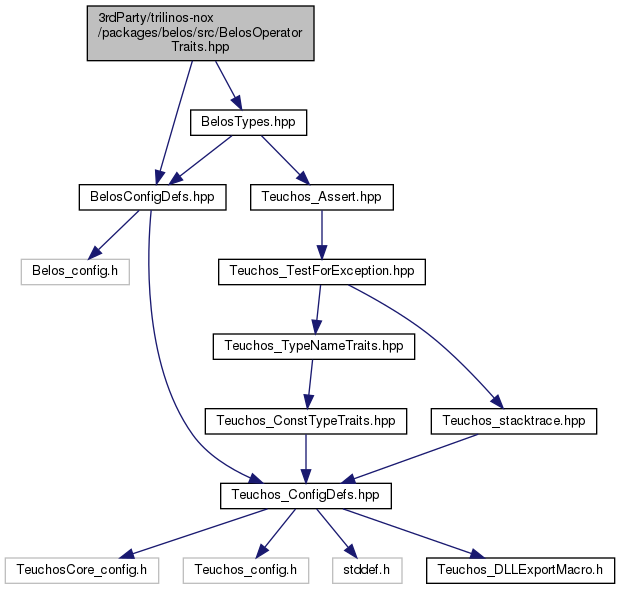 3rdParty/trilinos-nox
/packages/belos/src/BelosOperator
Traits.hpp
BelosTypes.hpp
BelosConfigDefs.hpp
Teuchos_Assert.hpp
Belos_config.h
Teuchos_TestForException.hpp
Teuchos_TypeNameTraits.hpp
Teuchos_ConstTypeTraits.hpp
Teuchos_stacktrace.hpp
Teuchos_ConfigDefs.hpp
TeuchosCore_config.h
Teuchos_config.h
stddef.h
Teuchos_DLLExportMacro.h